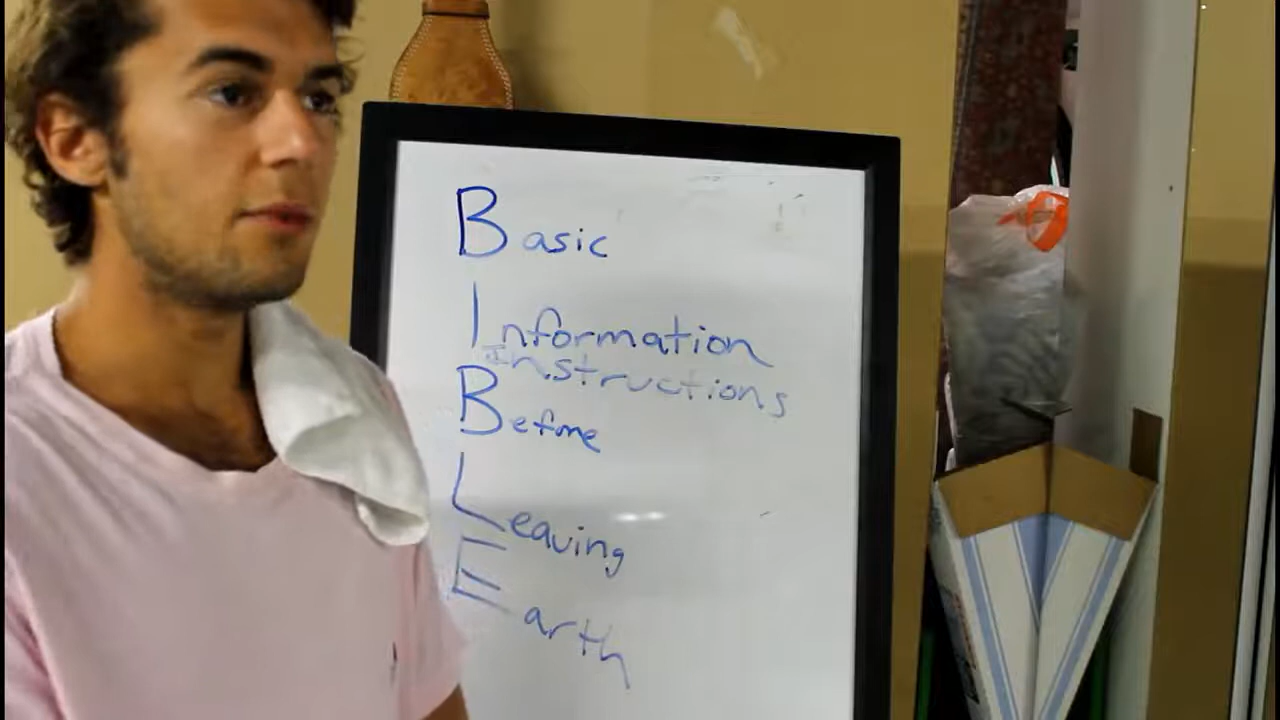 Basic
Information
Instructions
Before
Leaving
Earth